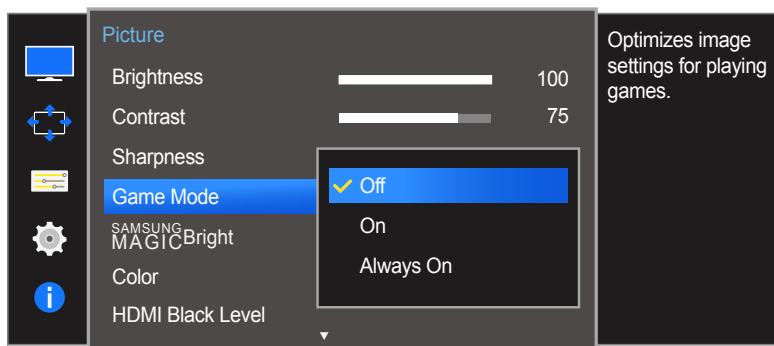 Picture
Brightness 100
Contrast 75
Sharpness
Game Mode
SAMSUNG
MAGICBright
Color
HDMI Black Level
Off
On
Always On
Optimizes image
settings for playing
games.
i